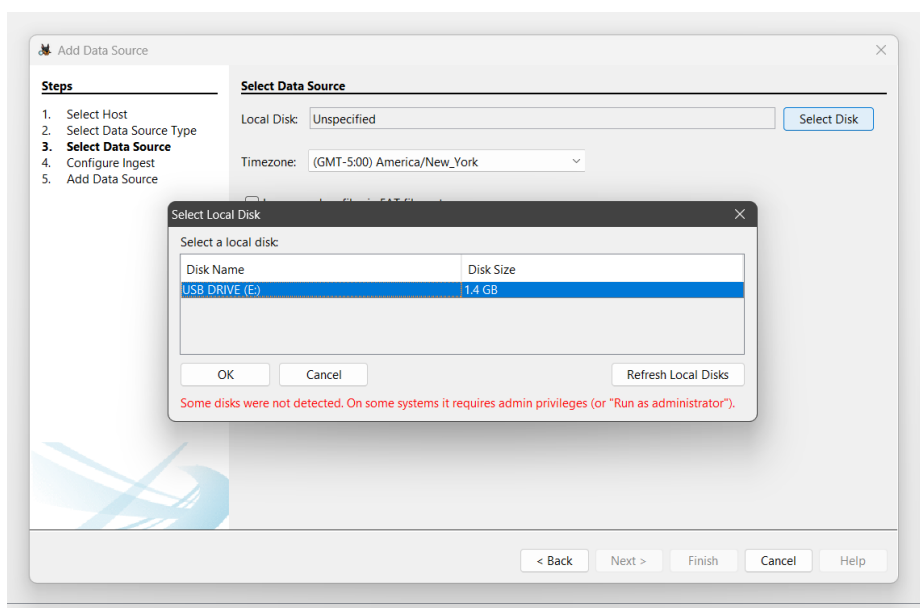 Add Data Source
Steps
1. Select Host
2. Select Data Source Type
3. Select Data Source
4. Configure Ingest
5. Add Data Source
Select Data Source
Local Disk: Unspecified Select Disk
Timezone: (GMT-5:00) America/New_York
Select Local Disk
Select a local disk:
Disk Name Disk Size
USB DRIVE (E:) 1.4 GB
OK Cancel Refresh Local Disks
Some disks were not detected. On some systems it requires admin privileges (or "Run as administrator").
< Back Next > Finish Cancel Help